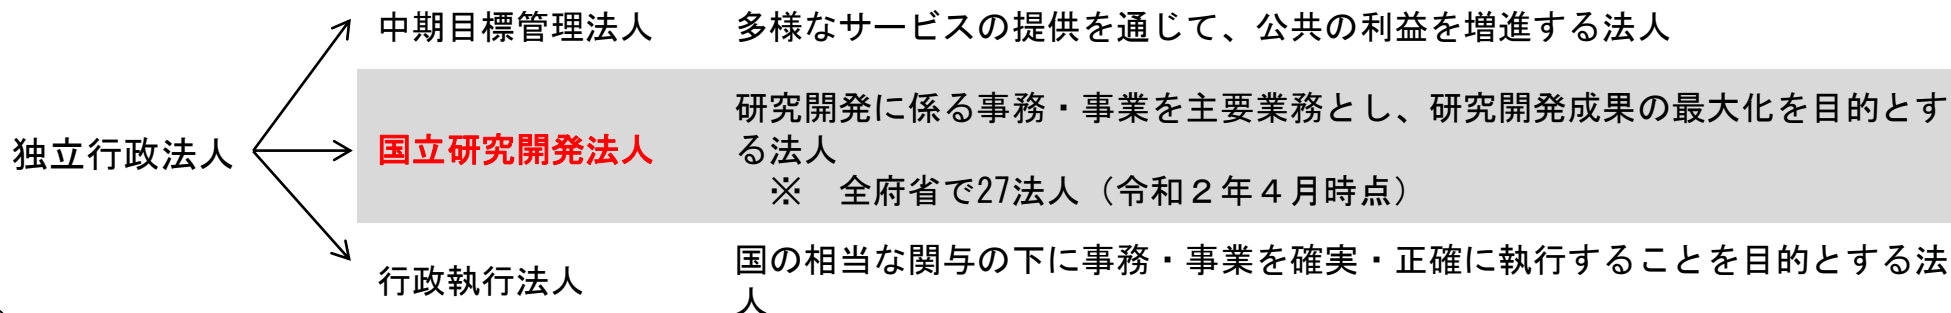 独立行政法人
中期目標管理法人
多様なサービスの提供を通じて、公共の利益を増進する法人
国立研究開発法人
研究開発に係る事務・事業を主要業務とし、研究開発成果の最大化を目的とす
る法人
※　全府省で27法人（令和２年４月時点）
行政執行法人
国の相当な関与の下に事務・事業を確実・正確に執行することを目的とする法
人